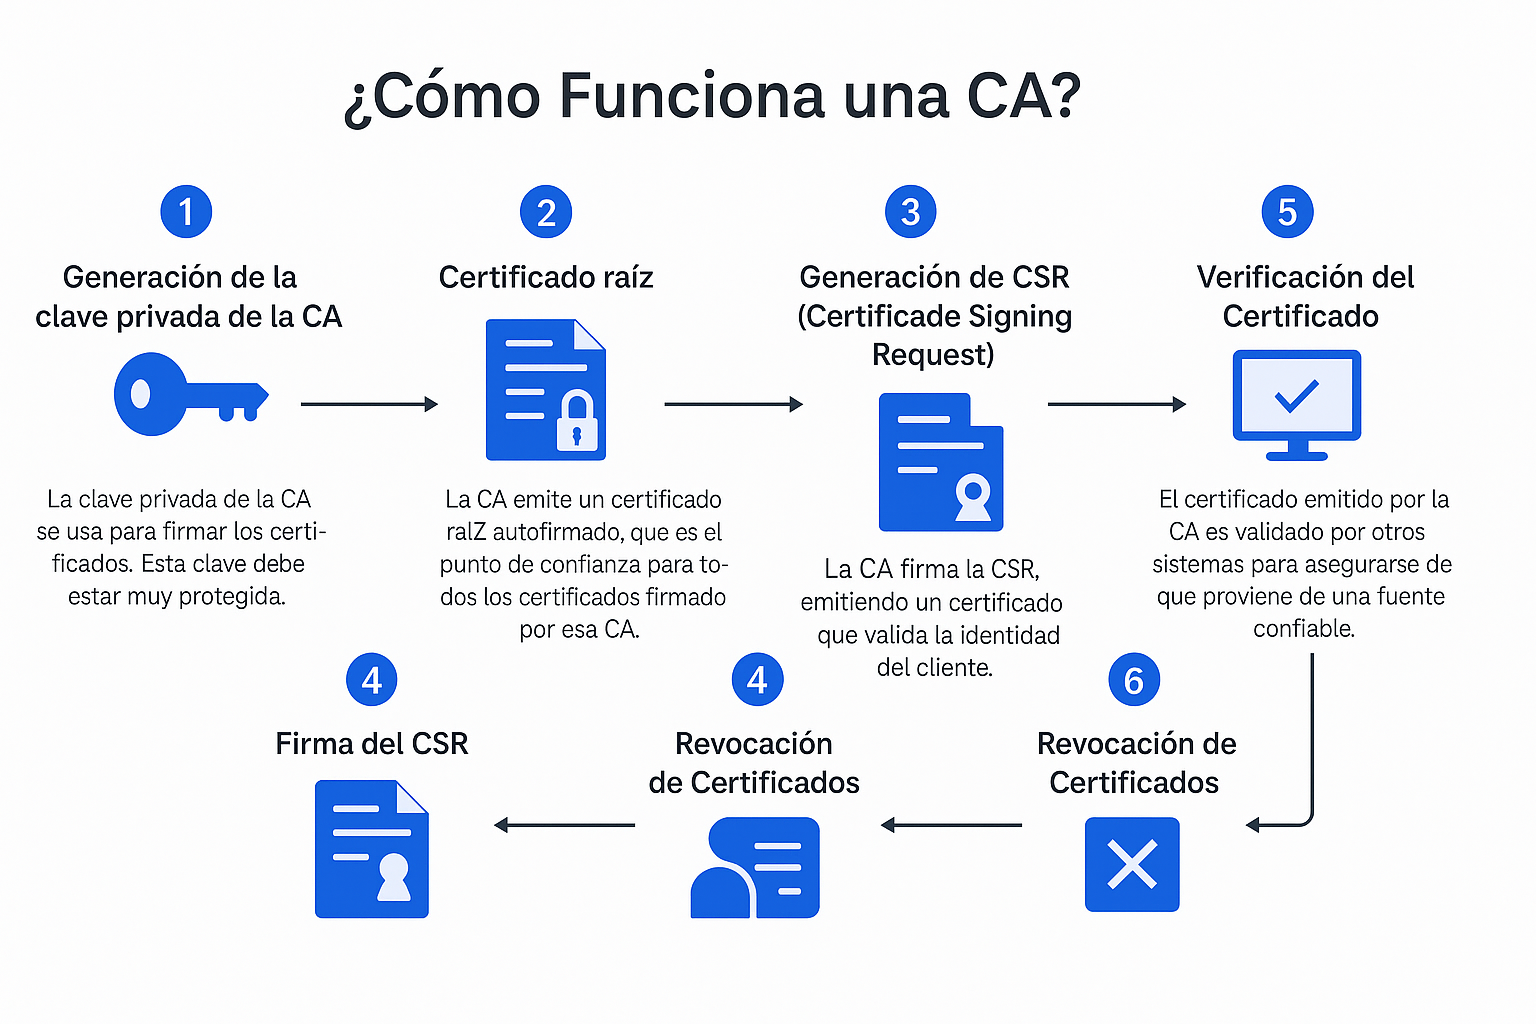 ¿Cómo Funciona una CA?
1
Generación de la
clave privada de la CA
La clave privada de la CA
se usa para firmar los certi-
ficados. Esta clave debe
estar muy protegida.
2
Certificado raíz
La CA emite un certificado
ralZ autofirmado, que es el
punto de confianza para to-
dos los certificados firmado
por esa CA.
3
Generación de CSR
(Certificade Signing
Request)
La CA firma la CSR,
emitiendo un certificado
que valida la identidad
del cliente.
5
Verificación del
Certificado
El certificado emitido por la
CA es validado por otros
sistemas para asegurarse de
que proviene de una fuente
confiable.
4
Firma del CSR
4
Revocación
de Certificados
6
Revocación de
Certificados